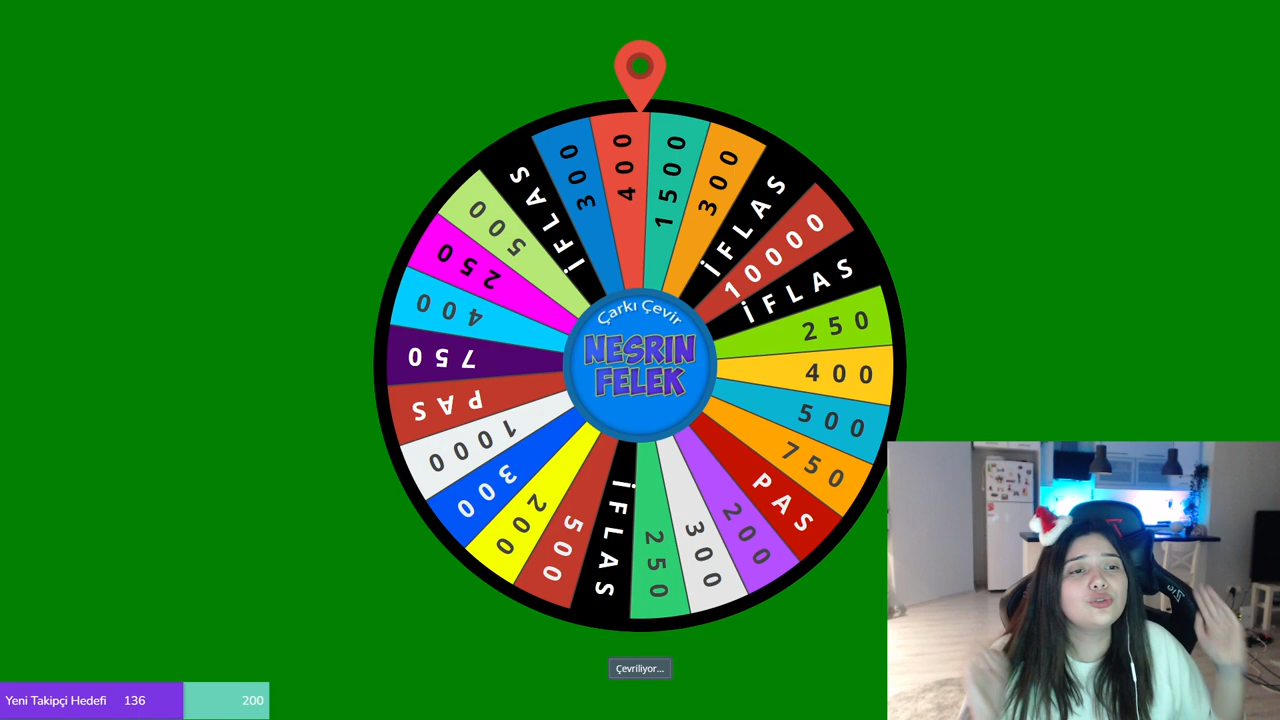 400
1500
300
İFLAS
10000
İFLAS
250
400
500
750
PAS
200
300
250
İFLAS
500
200
300
1000
PAS
750
400
250
500
İFLAS
300
Çarkı Çevir
NESRIN
FELEK
Çevriliyor...
Yeni Takipçi Hedefi 136 200